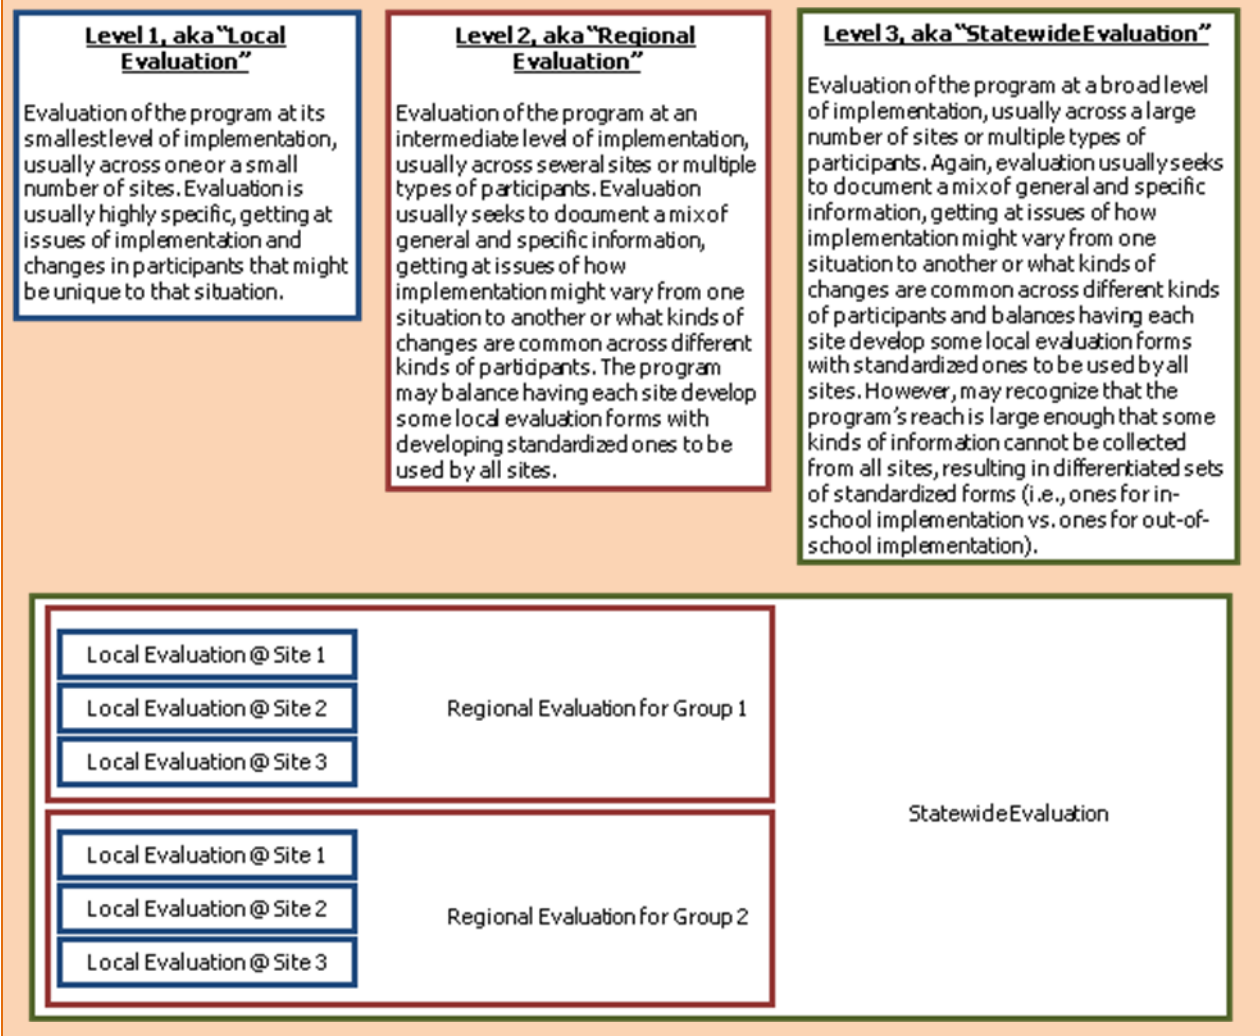 Level 1, aka “Local
Evaluation”
Evaluation of the program at its
smallest level of implementation,
usually across one or a small
number of sites. Evaluation is
usually highly specific, getting at
issues of implementation and
changes in participants that might
be unique to that situation.
Level 2, aka “Regional
Evaluation”
Evaluation of the program at an
intermediate level of implementation,
usually across several sites or multiple
types of participants. Evaluation
usually seeks to document a mix of
general and specific information,
getting at issues of how
implementation might vary from one
situation to another or what kinds of
changes are common across different
kinds of participants. The program
may balance having each site develop
some local evaluation forms with
developing standardized ones to be
used by all sites.
Level 3, aka “Statewide Evaluation”
Evaluation of the program at a broad level
of implementation, usually across a large
number of sites or multiple types of
participants. Again, evaluation usually seeks
to document a mix of general and specific
information, getting at issues of how
implementation might vary from one
situation to another or what kinds of
changes are common across different kinds
of participants and balances having each
site develop some local evaluation forms
with standardized ones to be used by all
sites. However, may recognize that the
program’s reach is large enough that some
kinds of information cannot be collected
from all sites, resulting in differentiated sets
of standardized forms (i.e., ones for in-
school implementation vs. ones for out-of-
school implementation).
Local Evaluation @ Site 1
Local Evaluation @ Site 2
Local Evaluation @ Site 3
Regional Evaluation for Group 1
Local Evaluation @ Site 1
Local Evaluation @ Site 2
Local Evaluation @ Site 3
Regional Evaluation for Group 2
Statewide Evaluation